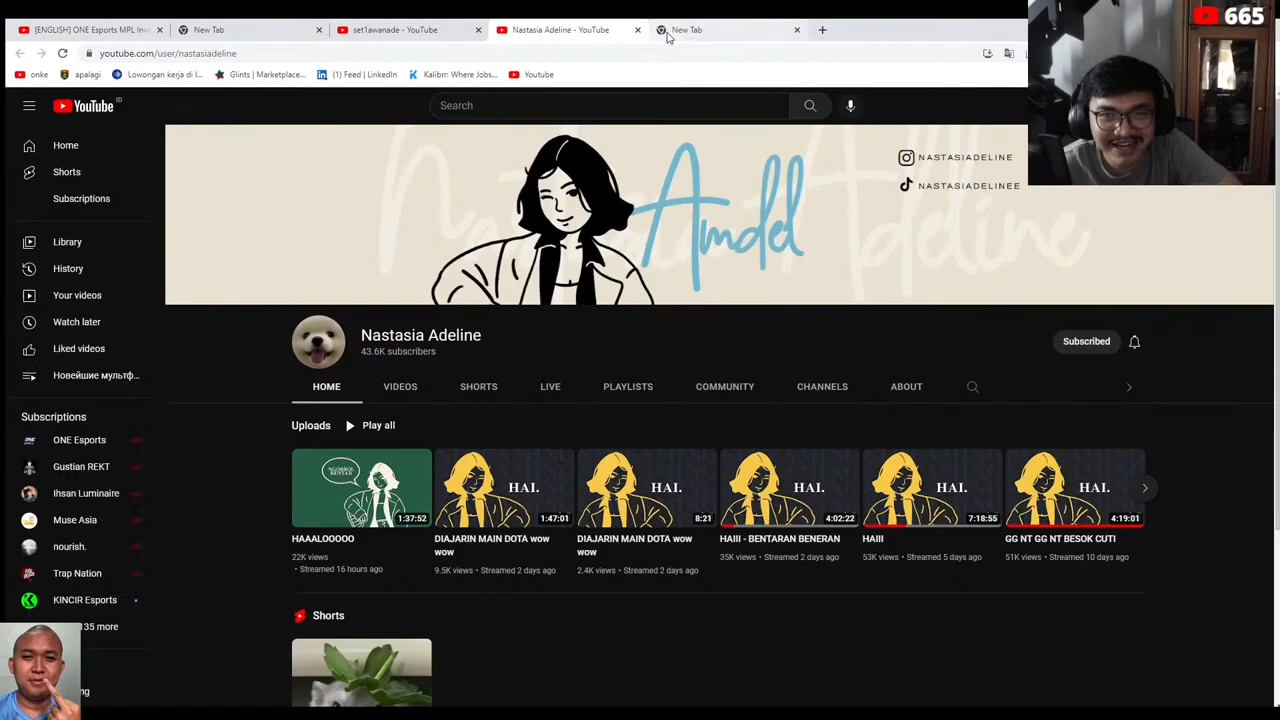 [ENGLISH] ONE Esports MPL Invi
New Tab
set1awanade - YouTube
Nastasia Adeline - YouTube
New Tab
665
youtube.com/user/nastasiadeline
onke
apalagi
Lowongan kerja di I...
Glints | Marketplace...
(1) Feed | LinkedIn
Kalibrr: Where Jobs...
Youtube
YouTube ID
Search
Home
Shorts
Subscriptions
Library
History
Your videos
Watch later
Liked videos
Новейшие мультф...
Subscriptions
ONE Esports
Gustian REKT
Ihsan Luminaire
Muse Asia
nourish.
Trap Nation
KINCIR Esports
135 more
Nastasia Adeline
Amdel
NASTASIADELINE
NASTASIADELINEE
Nastasia Adeline
43.6K subscribers
Subscribed
HOME
VIDEOS
SHORTS
LIVE
PLAYLISTS
COMMUNITY
CHANNELS
ABOUT
Uploads
Play all
NGOBROL
BENTAR
1:37:52
HAI.
1:47:01
HAI.
8:21
HAI.
4:02:22
HAI.
7:18:55
HAI.
4:19:01
HAAALOOOOO
22K views
• Streamed 16 hours ago
DIAJARIN MAIN DOTA wow
wow
9.5K views • Streamed 2 days ago
DIAJARIN MAIN DOTA wow
wow
2.4K views • Streamed 2 days ago
HAIII - BENTARAN BENERAN
35K views • Streamed 2 days ago
HAIII
53K views • Streamed 5 days ago
GG NT GG NT BESOK CUTI
51K views • Streamed 10 days ago
Shorts